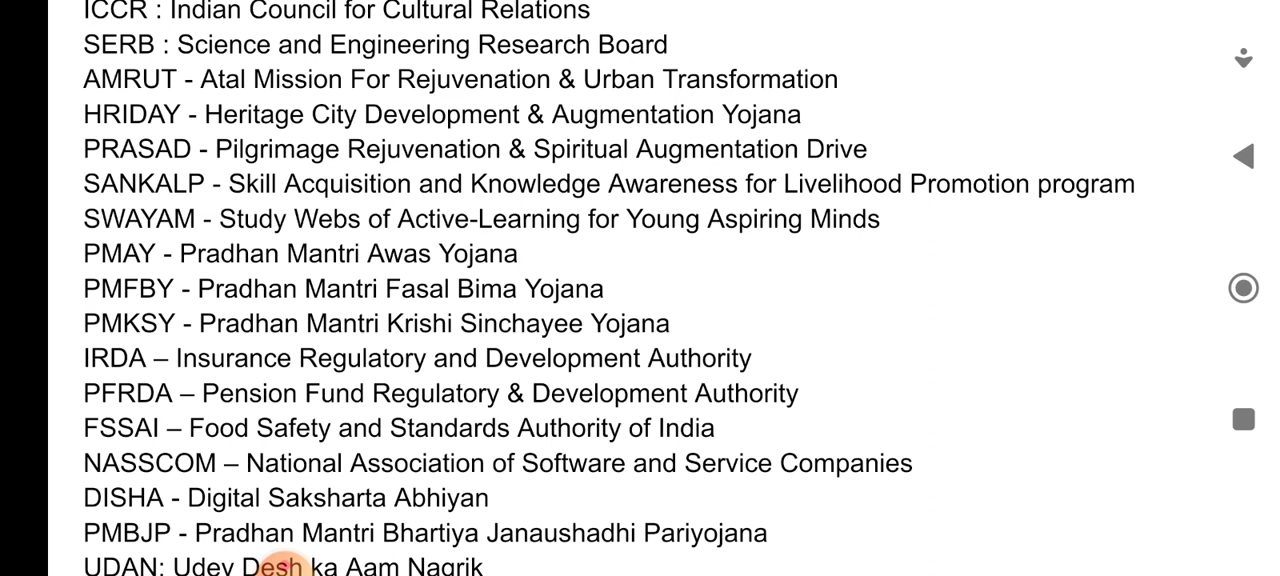 ICCR : Indian Council for Cultural Relations
SERB : Science and Engineering Research Board
AMRUT - Atal Mission For Rejuvenation & Urban Transformation
HRIDAY - Heritage City Development & Augmentation Yojana
PRASAD - Pilgrimage Rejuvenation & Spiritual Augmentation Drive
SANKALP - Skill Acquisition and Knowledge Awareness for Livelihood Promotion program
SWAYAM - Study Webs of Active-Learning for Young Aspiring Minds
PMAY - Pradhan Mantri Awas Yojana
PMFBY - Pradhan Mantri Fasal Bima Yojana
PMKSY - Pradhan Mantri Krishi Sinchayee Yojana
IRDA – Insurance Regulatory and Development Authority
PFRDA – Pension Fund Regulatory & Development Authority
FSSAI – Food Safety and Standards Authority of India
NASSCOM – National Association of Software and Service Companies
DISHA - Digital Saksharta Abhiyan
PMBJP - Pradhan Mantri Bhartiya Janaushadhi Pariyojana
UDAN: Udey Desh ka Aam Nagrik